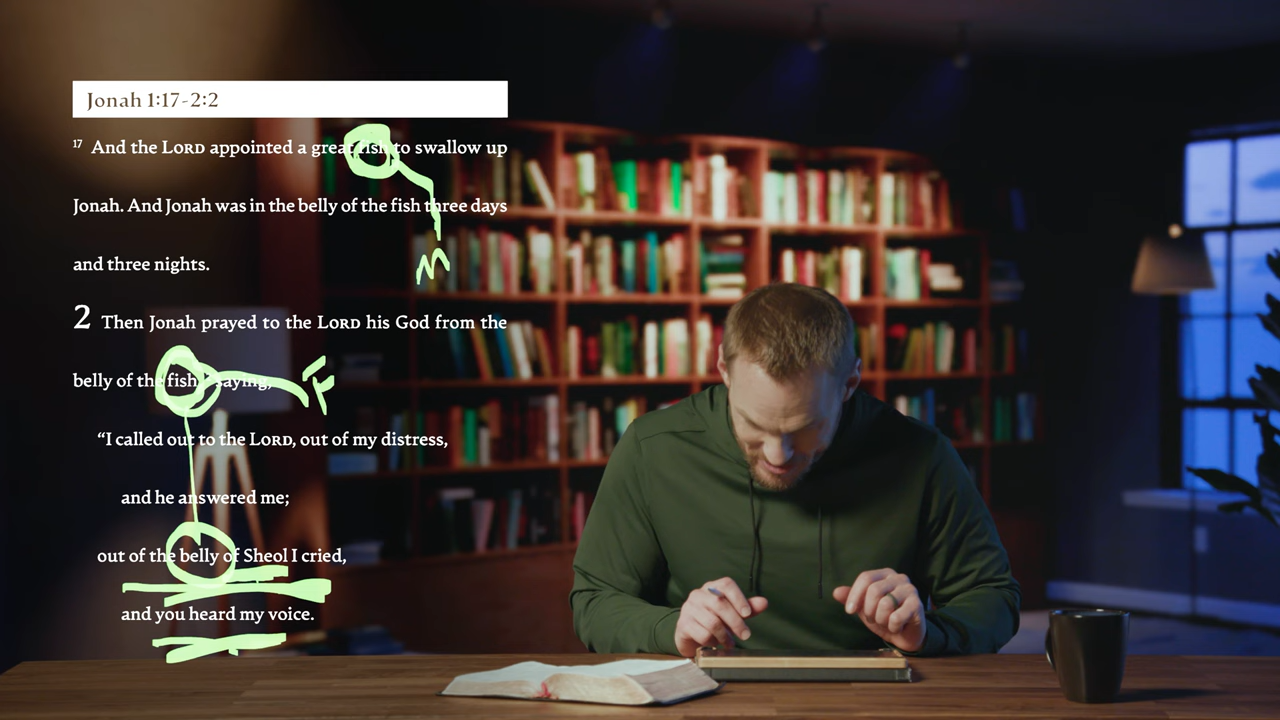 Jonah 1:17-2:2
17 And the LORD appointed a great fish to swallow up
Jonah. And Jonah was in the belly of the fish three days
and three nights.
M
2 Then Jonah prayed to the LORD his God from the
belly of the fish, saying,
F
“I called out to the LORD, out of my distress,
and he answered me;
out of the belly of Sheol I cried,
and you heard my voice.